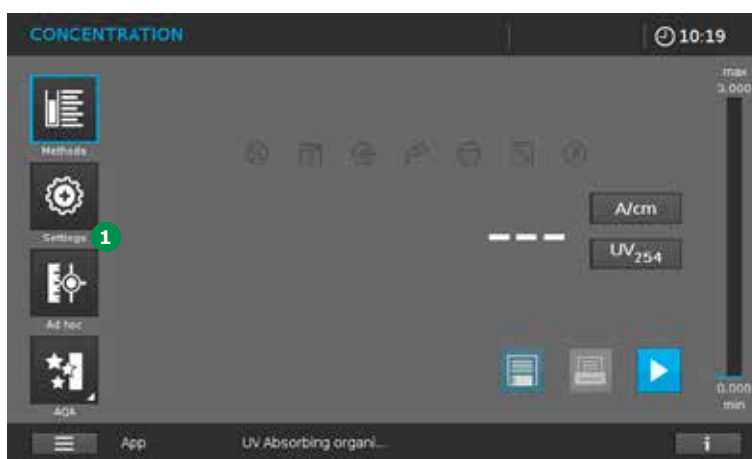 CONCENTRATION
10:19
max
3.000
Methods
Settings
1
A/cm
UV254
Ad hoc
AQA
0.000
min
App
UV Absorbing organi...
i